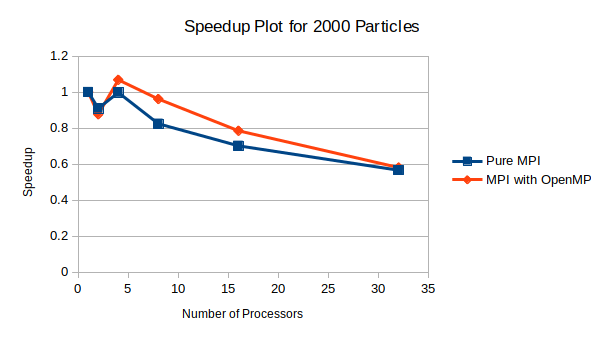 Speedup Plot for 2000 Particles
1.2
1
0.8
0.6
0.4
0.2
0
0 5 10 15 20 25 30 35
Speedup
Number of Processors
Pure MPI
MPI with OpenMP